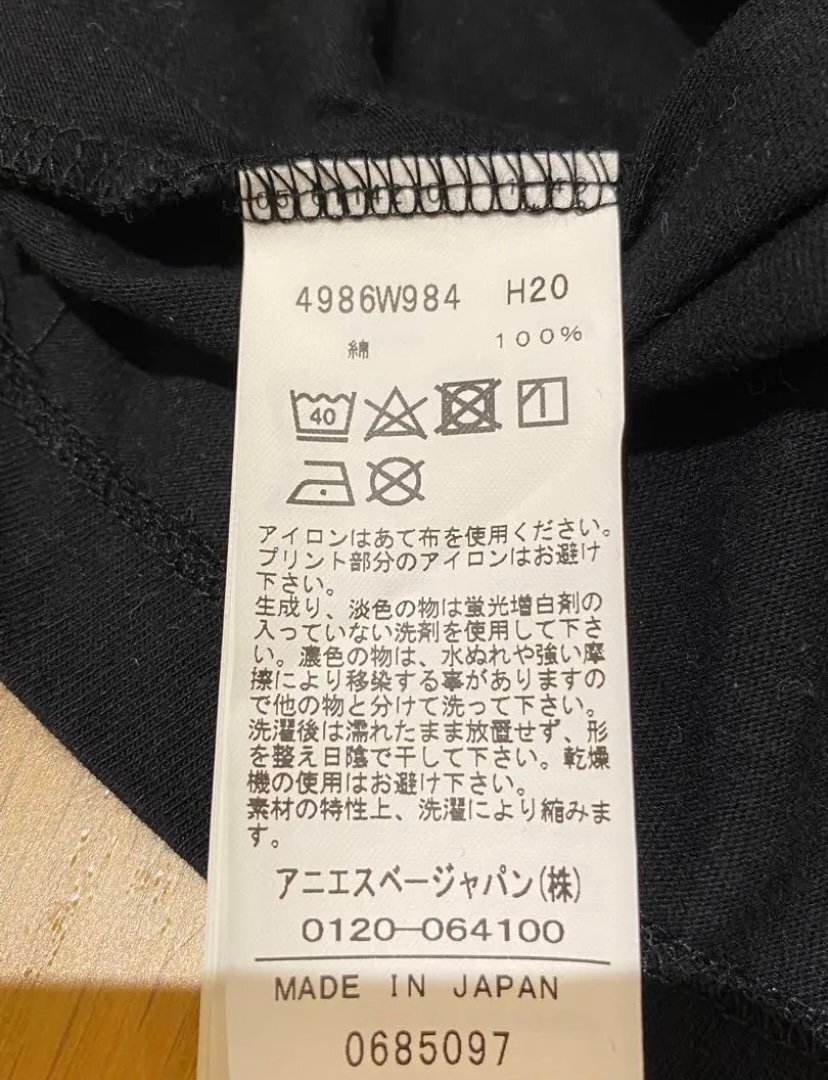 4986W984 H20
綿 100%
40
アイロンはあて布を使用ください。
プリント部分のアイロンはお避け
下さい。
生成り、淡色の物は蛍光増白剤の
入っていない洗剤を使用して下さ
い。濃色の物は、水ぬれや強い摩
擦により移染する事がありますの
で他の物と分けて洗って下さい。
洗濯後は濡れたまま放置せず、形
を整え日陰で干して下さい。乾燥
機の使用はお避け下さい。
素材の特性上、洗濯により縮みま
す。
アニエスベージャパン(株)
0120-064100
MADE IN JAPAN
0685097